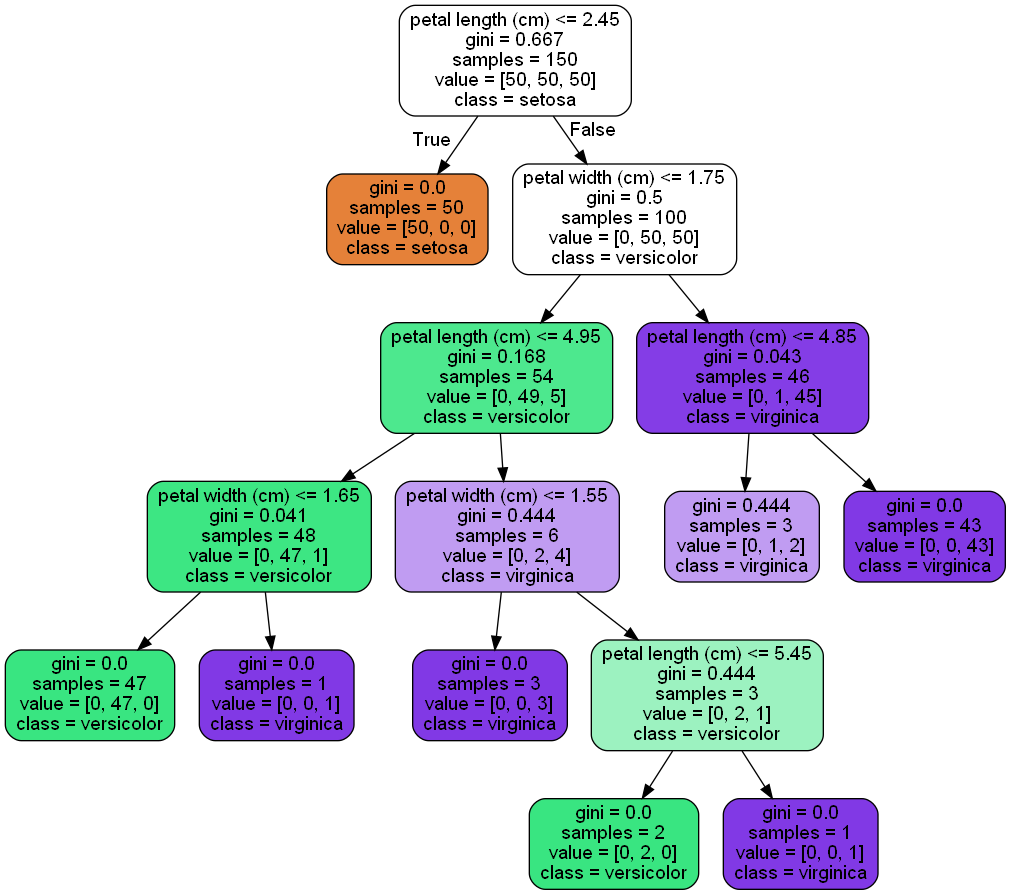 petal length (cm) <= 2.45
gini = 0.667
samples = 150
value = [50, 50, 50]
class = setosa
True
False
gini = 0.0
samples = 50
value = [50, 0, 0]
class = setosa
petal width (cm) <= 1.75
gini = 0.5
samples = 100
value = [0, 50, 50]
class = versicolor
petal length (cm) <= 4.95
gini = 0.168
samples = 54
value = [0, 49, 5]
class = versicolor
petal length (cm) <= 4.85
gini = 0.043
samples = 46
value = [0, 1, 45]
class = virginica
petal width (cm) <= 1.65
gini = 0.041
samples = 48
value = [0, 47, 1]
class = versicolor
petal width (cm) <= 1.55
gini = 0.444
samples = 6
value = [0, 2, 4]
class = virginica
gini = 0.444
samples = 3
value = [0, 1, 2]
class = virginica
gini = 0.0
samples = 43
value = [0, 0, 43]
class = virginica
gini = 0.0
samples = 47
value = [0, 47, 0]
class = versicolor
gini = 0.0
samples = 1
value = [0, 0, 1]
class = virginica
gini = 0.0
samples = 3
value = [0, 0, 3]
class = virginica
petal length (cm) <= 5.45
gini = 0.444
samples = 3
value = [0, 2, 1]
class = versicolor
gini = 0.0
samples = 2
value = [0, 2, 0]
class = versicolor
gini = 0.0
samples = 1
value = [0, 0, 1]
class = virginica